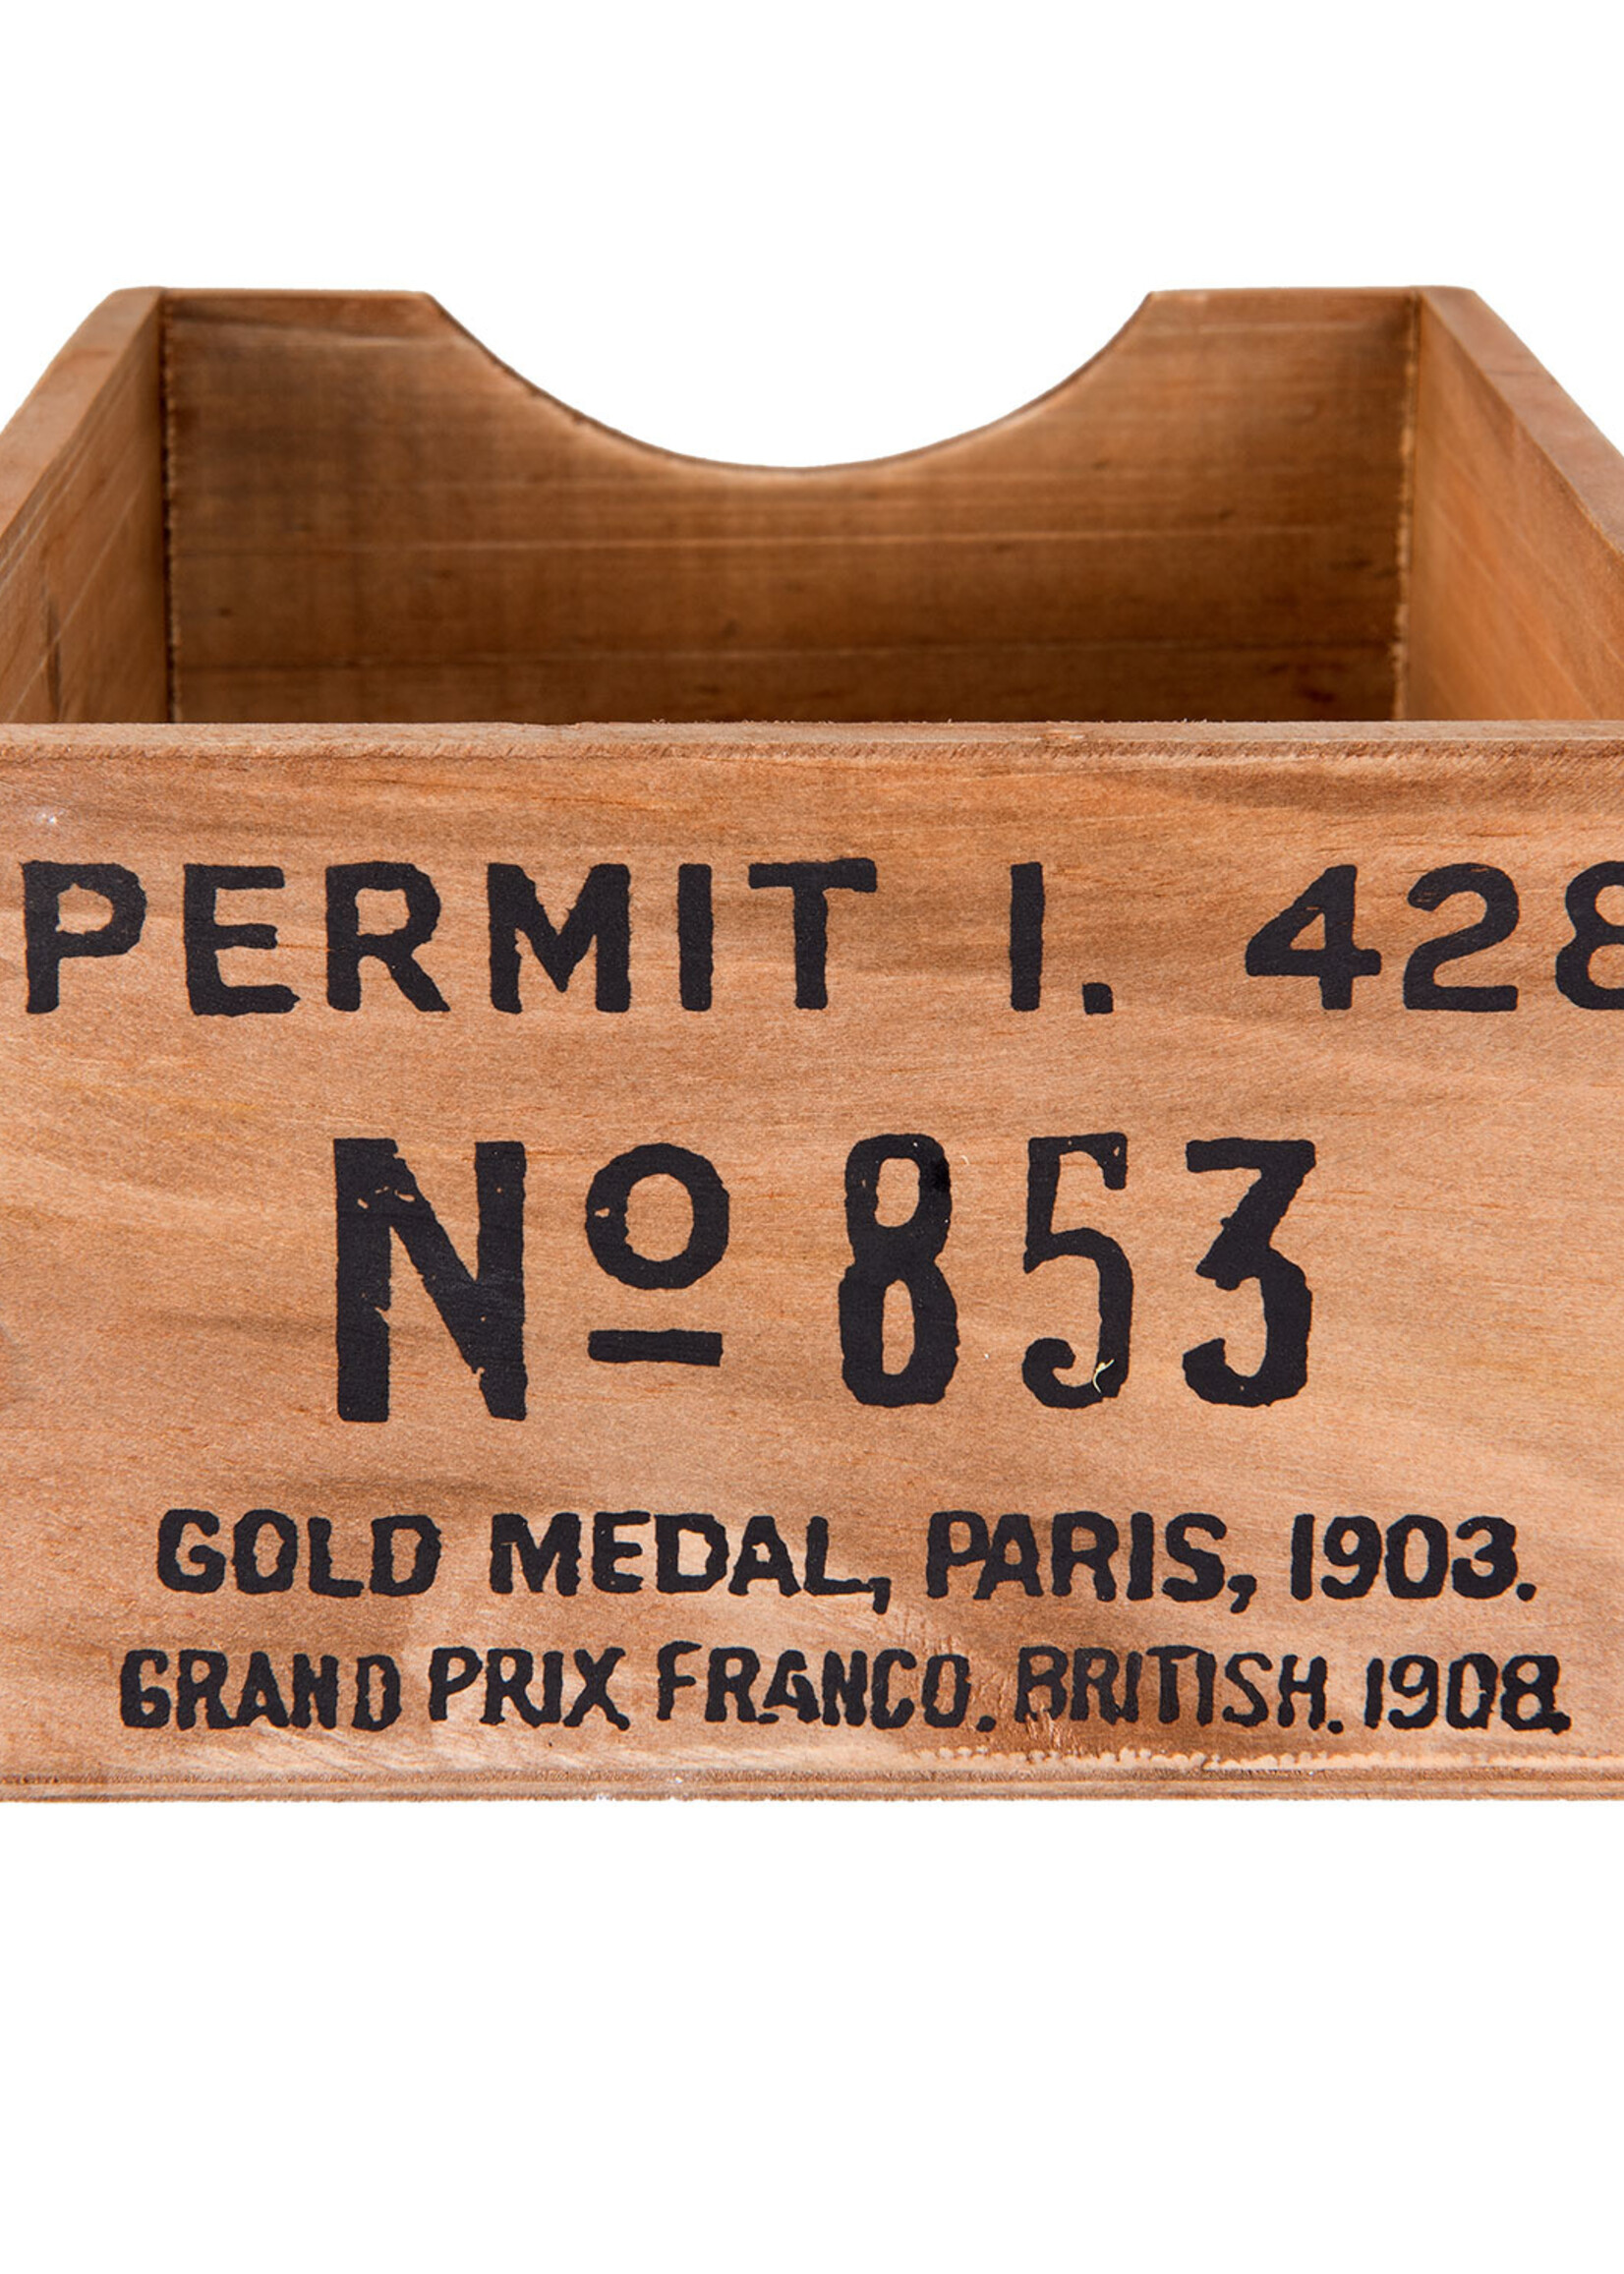 PERMIT I. 428
Nº 853
GOLD MEDAL, PARIS, 1903.
GRAND PRIX FRANCO. BRITISH. 1908.